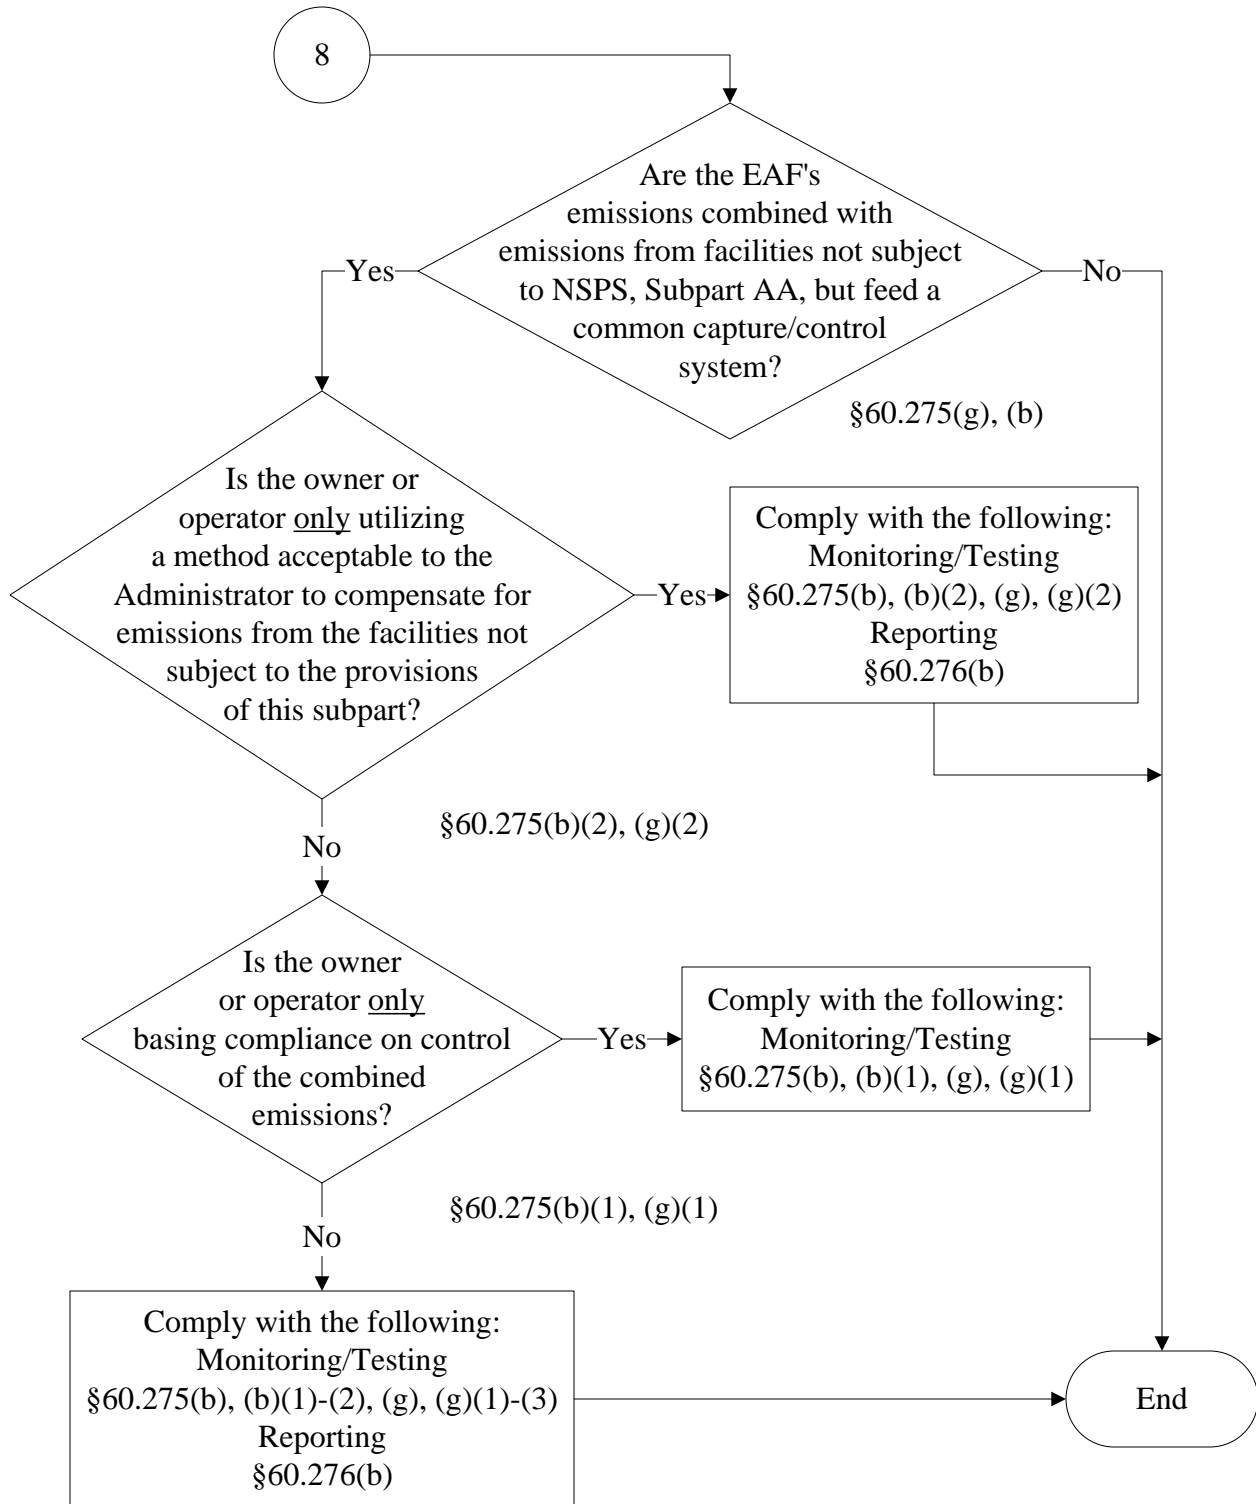 8
Are the EAF's
emissions combined with
emissions from facilities not subject
to NSPS, Subpart AA, but feed a
common capture/control
system?
Yes
No
§60.275(g), (b)
Is the owner or
operator only utilizing
a method acceptable to the
Administrator to compensate for
emissions from the facilities not
subject to the provisions
of this subpart?
Yes
Comply with the following:
Monitoring/Testing
§60.275(b), (b)(2), (g), (g)(2)
Reporting
§60.276(b)
§60.275(b)(2), (g)(2)
No
Is the owner
or operator only
basing compliance on control
of the combined
emissions?
Yes
Comply with the following:
Monitoring/Testing
§60.275(b), (b)(1), (g), (g)(1)
§60.275(b)(1), (g)(1)
No
Comply with the following:
Monitoring/Testing
§60.275(b), (b)(1)-(2), (g), (g)(1)-(3)
Reporting
§60.276(b)
End